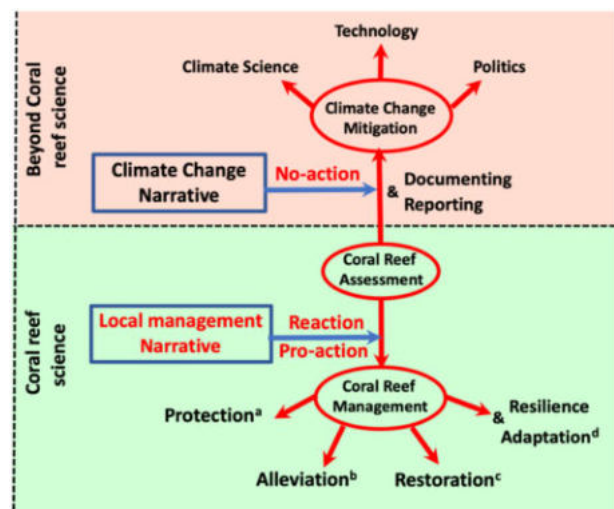 Technology
Climate Science
Politics
Climate Change
Mitigation
Beyond Coral
reef science
Climate Change
Narrative
No-action
& Documenting
Reporting
Coral Reef
Assessment
Coral reef
science
Local management
Narrative
Reaction
Pro-action
Coral Reef
Management
Protectionᵃ
Resilience
& Adaptationᵈ
Alleviationᵇ
Restorationᶜ